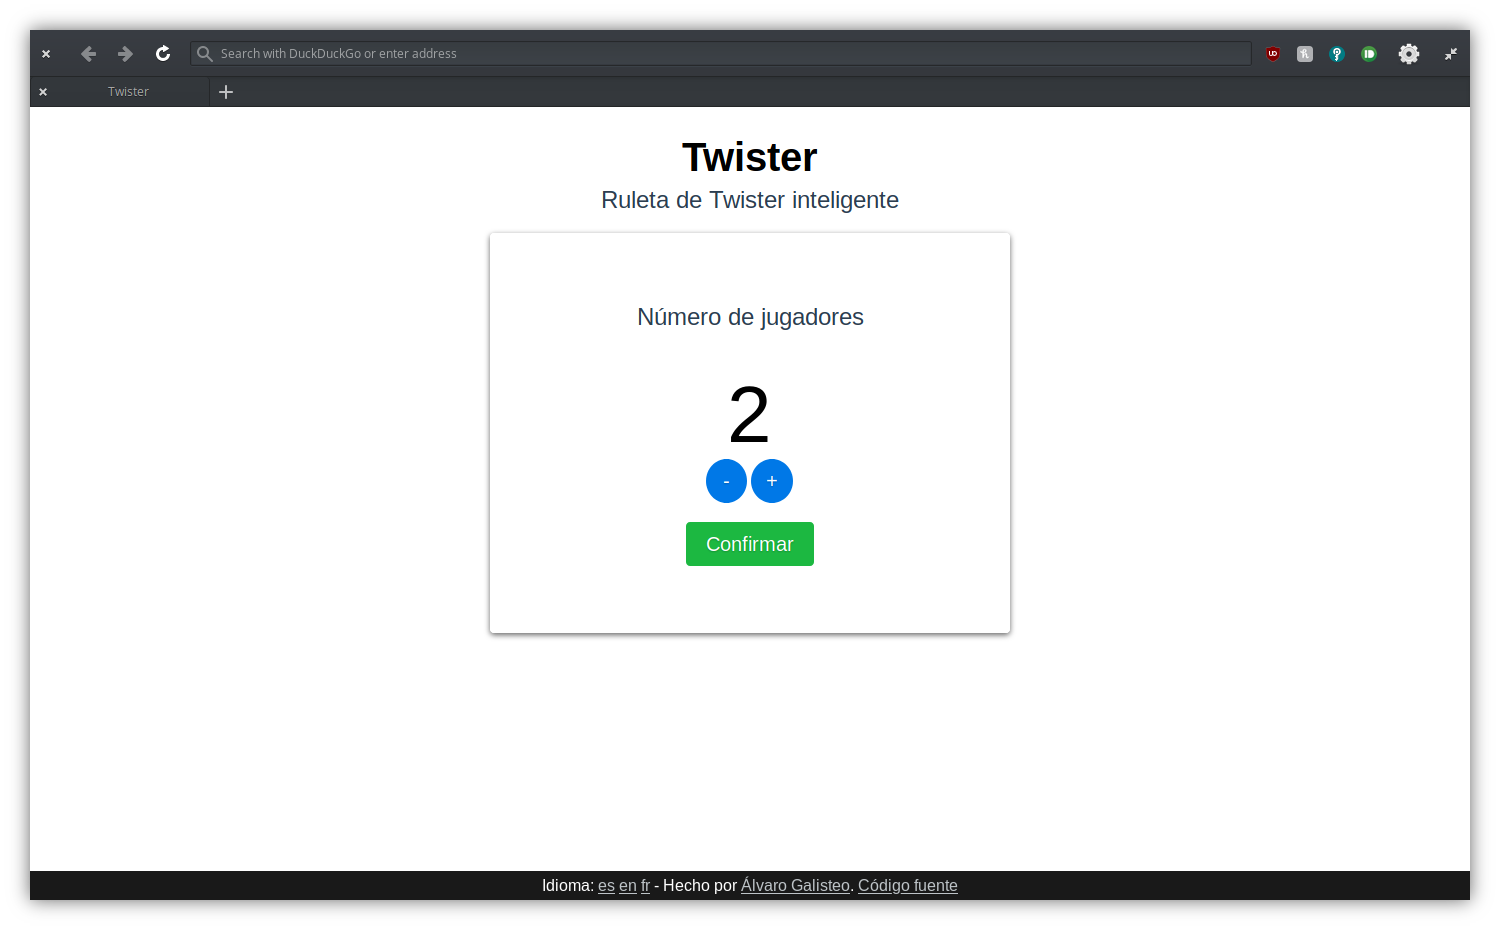 Search with DuckDuckGo or enter address
Twister
Twister
Ruleta de Twister inteligente
Número de jugadores
2
- +
Confirmar
Idioma: es en fr - Hecho por Álvaro Galisteo. Código fuente